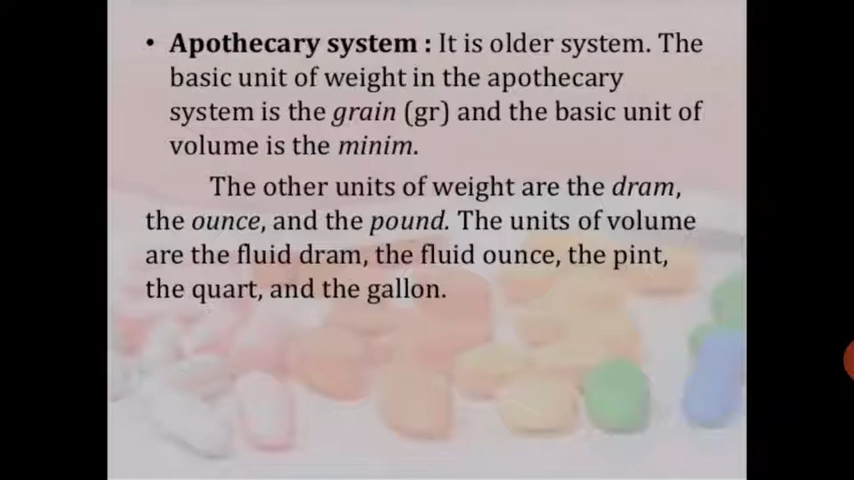 • Apothecary system : It is older system. The
basic unit of weight in the apothecary
system is the grain (gr) and the basic unit of
volume is the minim.
The other units of weight are the dram,
the ounce, and the pound. The units of volume
are the fluid dram, the fluid ounce, the pint,
the quart, and the gallon.